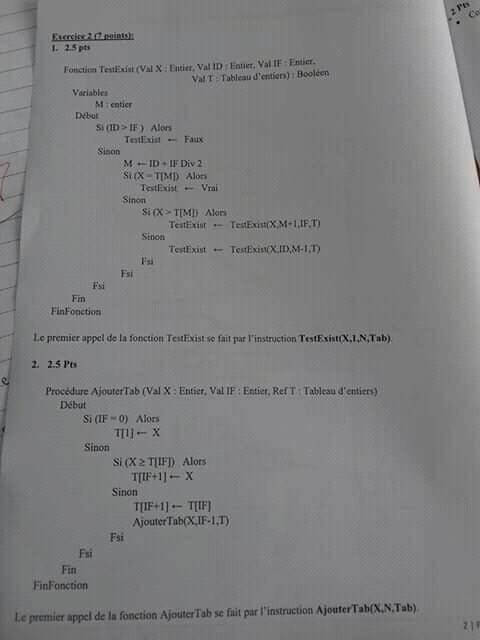 Exercice 2 (7 points):
1. 2.5 pts
2 Pts
Co
Fonction TestExist (Val X : Entier, Val ID : Entier, Val IF : Entier,
Val T : Tableau d'entiers) : Booléen
Variables
M : entier
Début
Si (ID > IF ) Alors
TestExist ← Faux
Sinon
M ← ID + IF Div 2
Si (X = T[M]) Alors
TestExist ← Vrai
Sinon
Si (X > T[M]) Alors
TestExist ← TestExist(X,M+1,IF,T)
Sinon
TestExist ← TestExist(X,ID,M-1,T)
Fsi
Fsi
Fsi
Fin
FinFonction
Le premier appel de la fonction TestExist se fait par l'instruction TestExist(X,1,N,Tab).
2. 2.5 Pts
Procédure AjouterTab (Val X : Entier, Val IF : Entier, Ref T : Tableau d'entiers)
Début
Si (IF = 0) Alors
T[1] ← X
Sinon
Si (X ≥ T[IF]) Alors
T[IF+1] ← X
Sinon
T[IF+1] ← T[IF]
AjouterTab(X,IF-1,T)
Fsi
Fsi
Fin
FinFonction
Le premier appel de la fonction AjouterTab se fait par l'instruction AjouterTab(X,N,Tab).
2 |